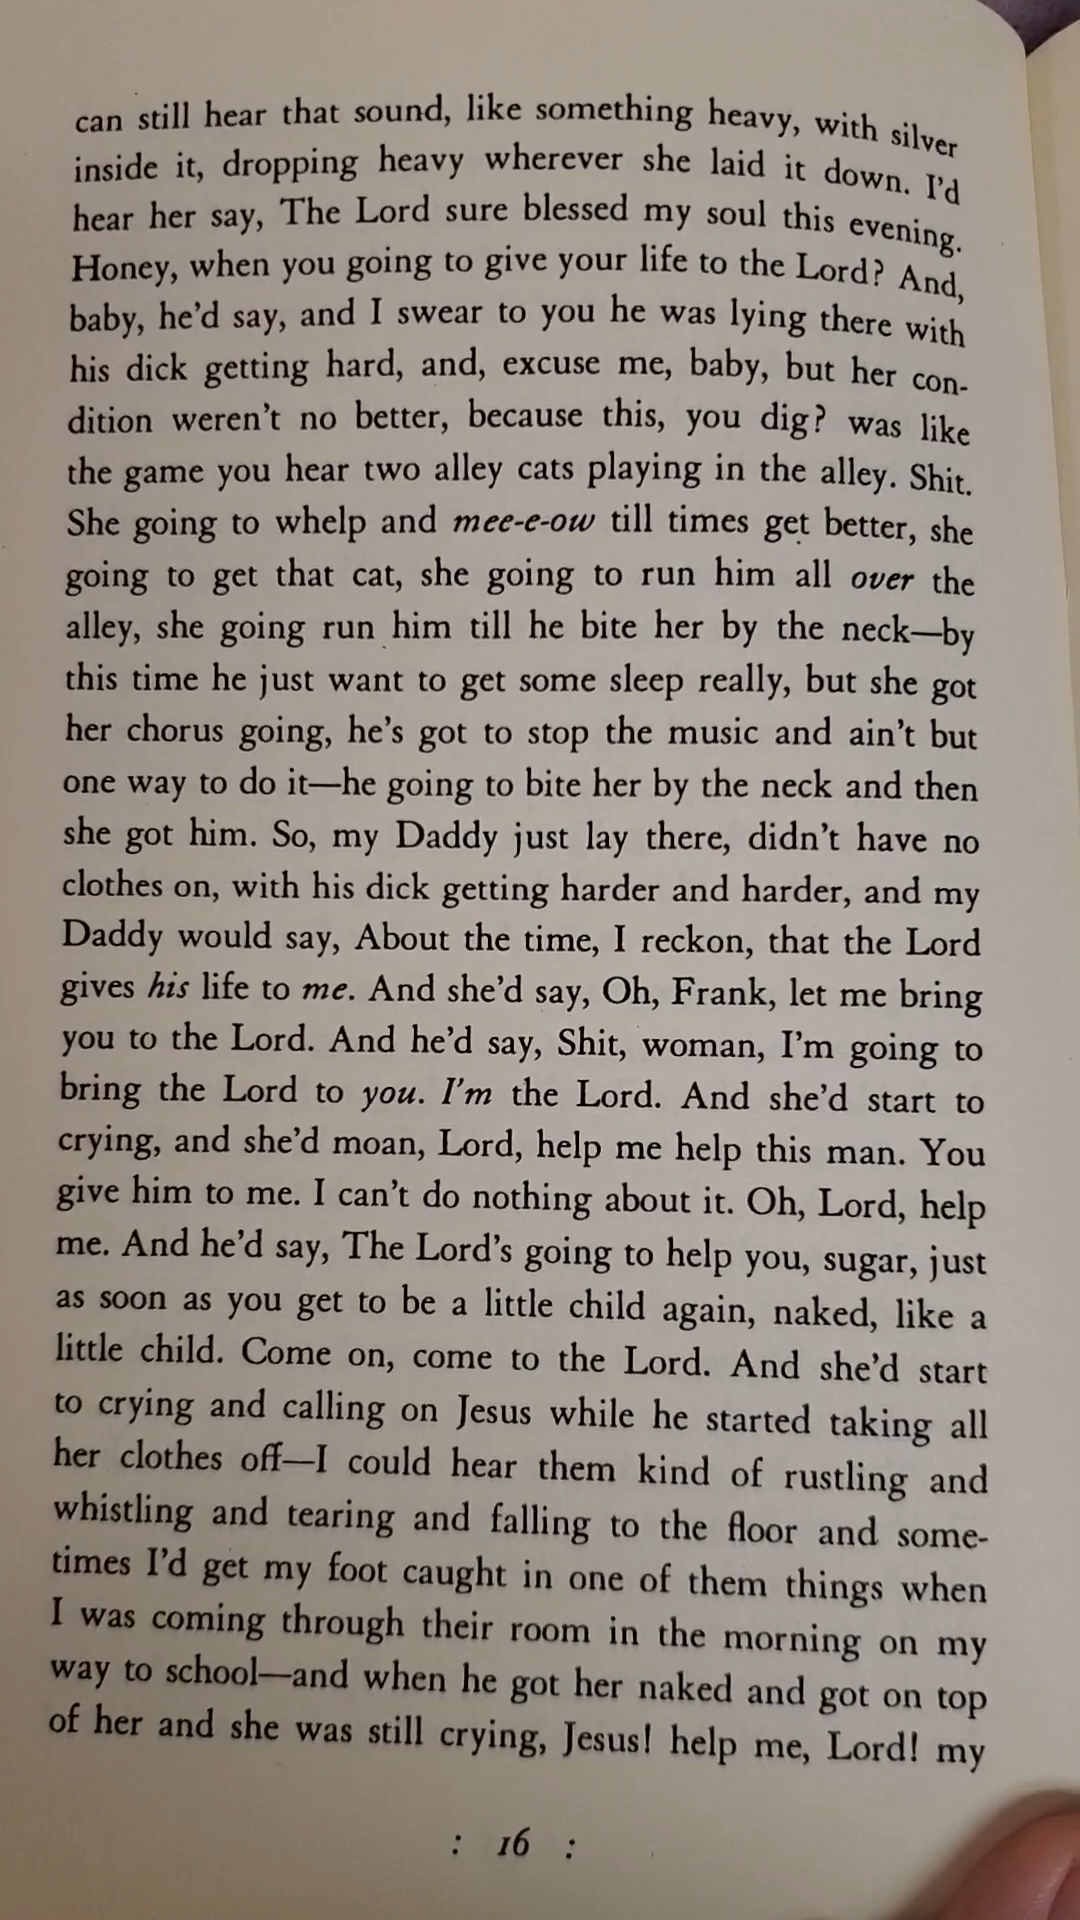 can still hear that sound, like something heavy, with silver
inside it, dropping heavy wherever she laid it down. I'd
hear her say, The Lord sure blessed my soul this evening.
Honey, when you going to give your life to the Lord? And,
baby, he'd say, and I swear to you he was lying there with
his dick getting hard, and, excuse me, baby, but her con-
dition weren't no better, because this, you dig? was like
the game you hear two alley cats playing in the alley. Shit.
She going to whelp and mee-e-ow till times get better, she
going to get that cat, she going to run him all over the
alley, she going run him till he bite her by the neck—by
this time he just want to get some sleep really, but she got
her chorus going, he's got to stop the music and ain't but
one way to do it—he going to bite her by the neck and then
she got him. So, my Daddy just lay there, didn't have no
clothes on, with his dick getting harder and harder, and my
Daddy would say, About the time, I reckon, that the Lord
gives his life to me. And she'd say, Oh, Frank, let me bring
you to the Lord. And he'd say, Shit, woman, I'm going to
bring the Lord to you. I'm the Lord. And she'd start to
crying, and she'd moan, Lord, help me help this man. You
give him to me. I can't do nothing about it. Oh, Lord, help
me. And he'd say, The Lord's going to help you, sugar, just
as soon as you get to be a little child again, naked, like a
little child. Come on, come to the Lord. And she'd start
to crying and calling on Jesus while he started taking all
her clothes off—I could hear them kind of rustling and
whistling and tearing and falling to the floor and some-
times I'd get my foot caught in one of them things when
I was coming through their room in the morning on my
way to school—and when he got her naked and got on top
of her and she was still crying, Jesus! help me, Lord! my
: 16 :